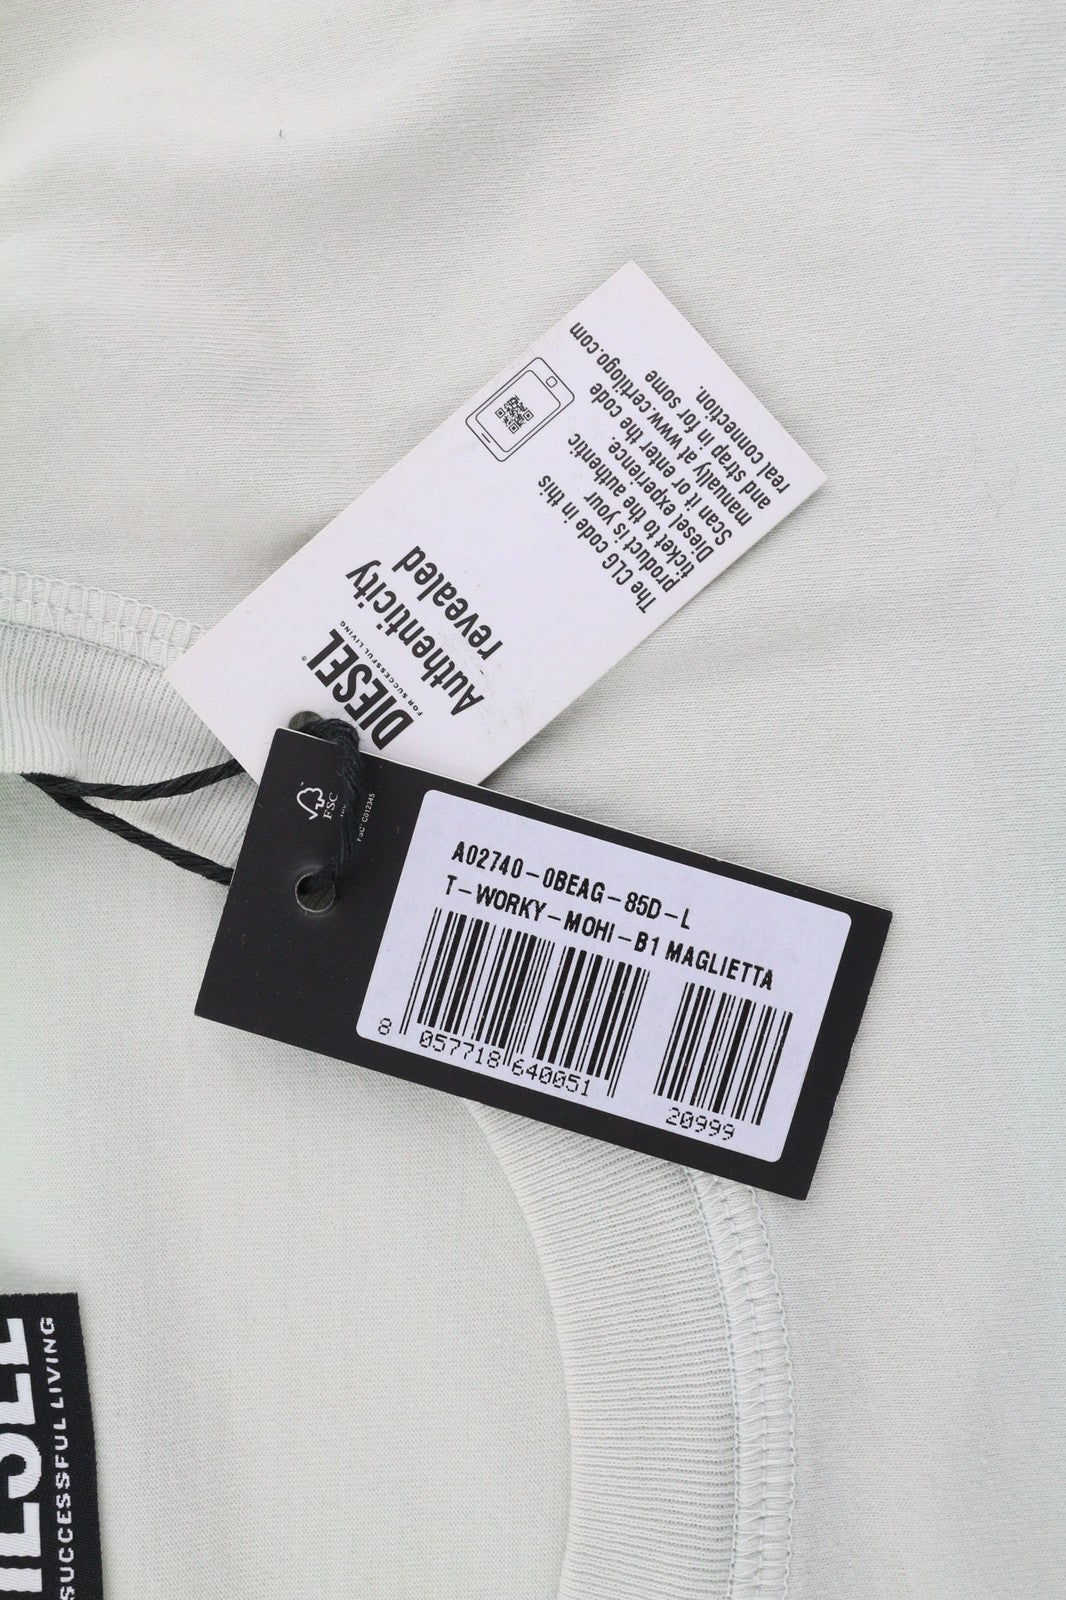 DIESEL®
FOR SUCCESSFUL LIVING
Authenticity
revealed
The CLG code in this
product is your
ticket to the authentic
Diesel experience.
Scan it or enter the code
manually at www.certilogo.com
and strap in for some
real connection.
FSC
FSC® C012345
A02740-0BEAG-85D-L
T-WORKY-MOHI-B1 MAGLIETTA
8 057718 640051
20999
SUCCESSFUL LIVING